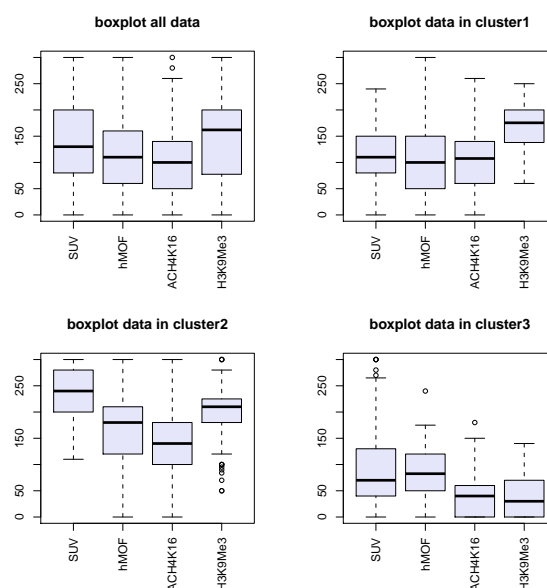 boxplot all data
250
150
50
0
SUV
hMOF
ACH4K16
H3K9Me3
boxplot data in cluster1
250
150
50
0
SUV
hMOF
ACH4K16
H3K9Me3
boxplot data in cluster2
250
150
50
0
SUV
hMOF
ACH4K16
H3K9Me3
boxplot data in cluster3
250
150
50
0
SUV
hMOF
ACH4K16
H3K9Me3